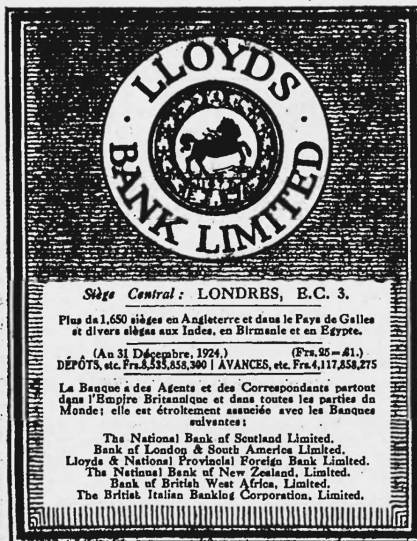 LLOYDS
BANK LIMITED
Siège Central: LONDRES, E.C. 3.
Plus de 1,650 sièges en Angleterre et dans le Pays de Galles
et divers sièges aux Indes, en Birmanie et en Egypte.
(Au 31 Décembre, 1924,) (Frs. 25 = £1.)
DÉPÔTS, etc. Frs.8,535,858,300 | AVANCES, etc. Frs.4,117,858,275
La Banque a des Agents et des Correspondants partout
dans l'Empire Britannique et dans toutes les parties du
Monde; elle est étroitement associée avec les Banques
suivantes:
The National Bank of Scotland Limited.
Bank of London & South America Limited.
Lloyds & National Provincial Foreign Bank Limited.
The National Bank of New Zealand, Limited.
Bank of British West Africa, Limited.
The British Italian Banking Corporation, Limited.